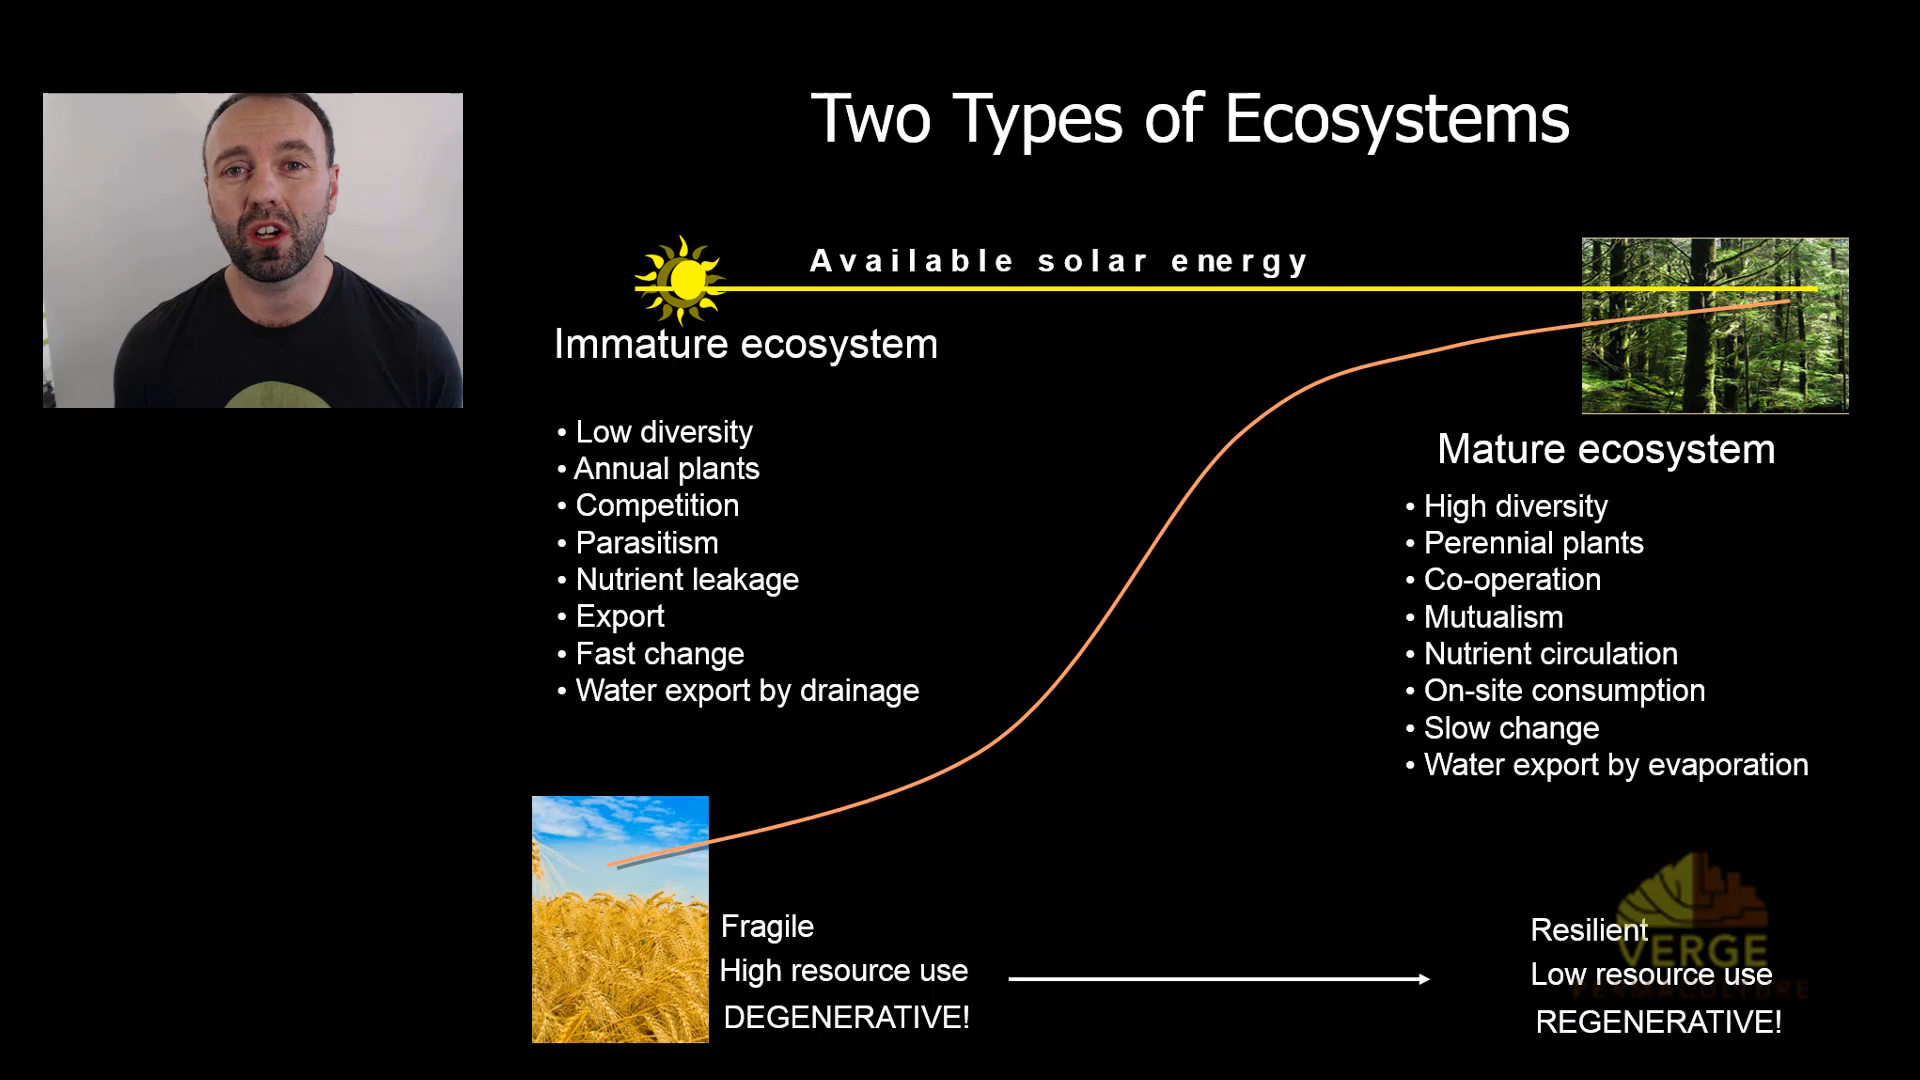 Two Types of Ecosystems
Available solar energy
Immature ecosystem
• Low diversity
• Annual plants
• Competition
• Parasitism
• Nutrient leakage
• Export
• Fast change
• Water export by drainage
Mature ecosystem
• High diversity
• Perennial plants
• Co-operation
• Mutualism
• Nutrient circulation
• On-site consumption
• Slow change
• Water export by evaporation
Fragile
High resource use
DEGENERATIVE!
Resilient
Low resource use
REGENERATIVE!
VERGE
PERMACULTURE